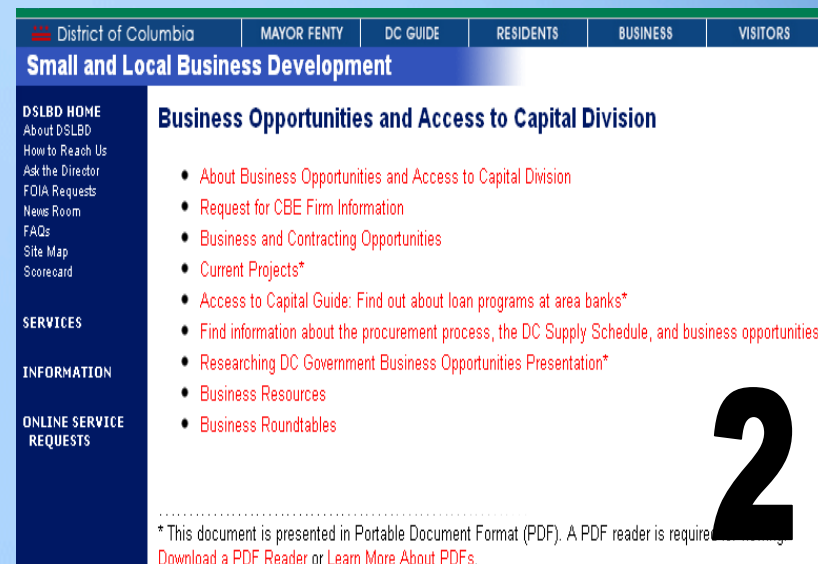 District of Columbia MAYOR FENTY DC GUIDE RESIDENTS BUSINESS VISITORS
Small and Local Business Development
DSLBD HOME
About DSLBD
How to Reach Us
Ask the Director
FOIA Requests
News Room
FAQs
Site Map
Scorecard
SERVICES
INFORMATION
ONLINE SERVICE
REQUESTS
Business Opportunities and Access to Capital Division
• About Business Opportunities and Access to Capital Division
• Request for CBE Firm Information
• Business and Contracting Opportunities
• Current Projects*
• Access to Capital Guide: Find out about loan programs at area banks*
• Find information about the procurement process, the DC Supply Schedule, and business opportunities
• Researching DC Government Business Opportunities Presentation*
• Business Resources
• Business Roundtables
2
* This document is presented in Portable Document Format (PDF). A PDF reader is
Download a PDF Reader or Learn More About PDFs.